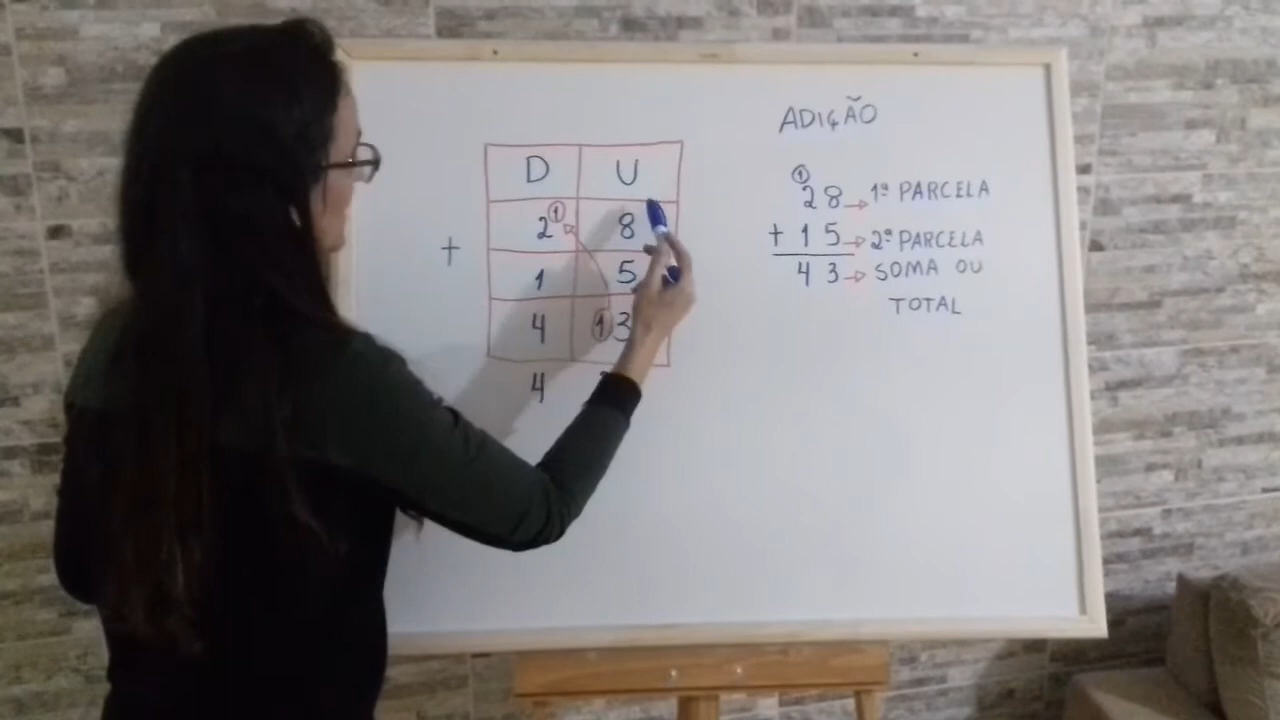 D U
2 ① 8
+
1 5
4 ① 3
4
ADIÇÃO
①
28 → 1ª PARCELA
+ 15 → 2ª PARCELA
43 → SOMA OU
TOTAL